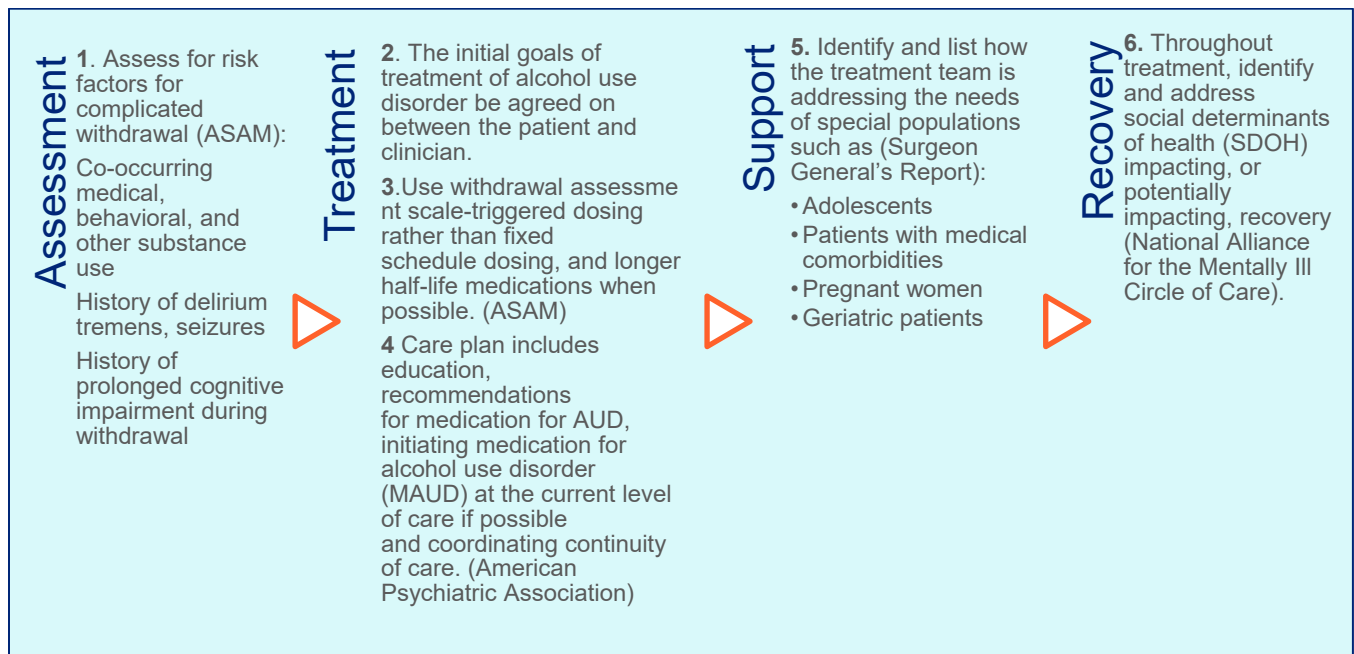 Assessment
1. Assess for risk
factors for
complicated
withdrawal (ASAM):
Co-occurring
medical,
behavioral, and
other substance
use
History of delirium
tremens, seizures
History of
prolonged cognitive
impairment during
withdrawal
Treatment
2. The initial goals of
treatment of alcohol use
disorder be agreed on
between the patient and
clinician.
3.Use withdrawal assessme
nt scale-triggered dosing
rather than fixed
schedule dosing, and longer
half-life medications when
possible. (ASAM)
4 Care plan includes
education,
recommendations
for medication for AUD,
initiating medication for
alcohol use disorder
(MAUD) at the current level
of care if possible
and coordinating continuity
of care. (American
Psychiatric Association)
Support
5. Identify and list how
the treatment team is
addressing the needs
of special populations
such as (Surgeon
General’s Report):
•Adolescents
•Patients with medical
comorbidities
•Pregnant women
•Geriatric patients
Recovery
6. Throughout
treatment, identify
and address
social determinants
of health (SDOH)
impacting, or
potentially
impacting, recovery
(National Alliance
for the Mentally Ill
Circle of Care).